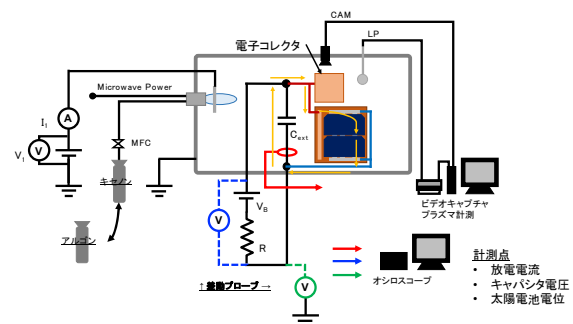 CAM
LP
電子コレクタ
Microwave Power
A
I₁
V
V₁
MFC
キセノン
アルゴン
C_ext
V_B
V
R
V
↑ 差動プローブ →
ビデオキャプチャ
プラズマ計測
オシロスコープ
計測点
• 放電電流
• キャパシタ電圧
• 太陽電池電位